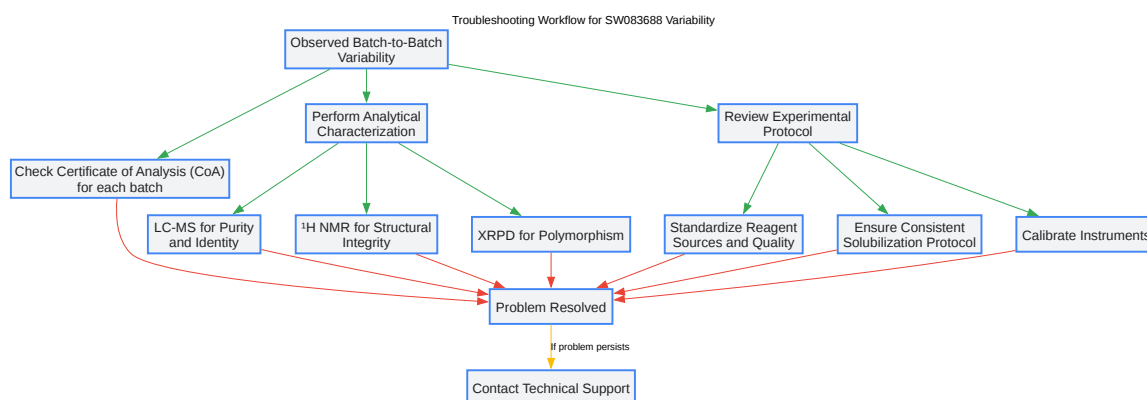 Troubleshooting Workflow for SW083688 Variability
Observed Batch-to-Batch
Variability
Perform Analytical
Characterization
Review Experimental
Protocol
Check Certificate of Analysis (CoA)
for each batch
LC-MS for Purity
and Identity
¹H NMR for Structural
Integrity
XRPD for Polymorphism
Standardize Reagent
Sources and Quality
Ensure Consistent
Solubilization Protocol
Calibrate Instruments
Problem Resolved
If problem persists
Contact Technical Support